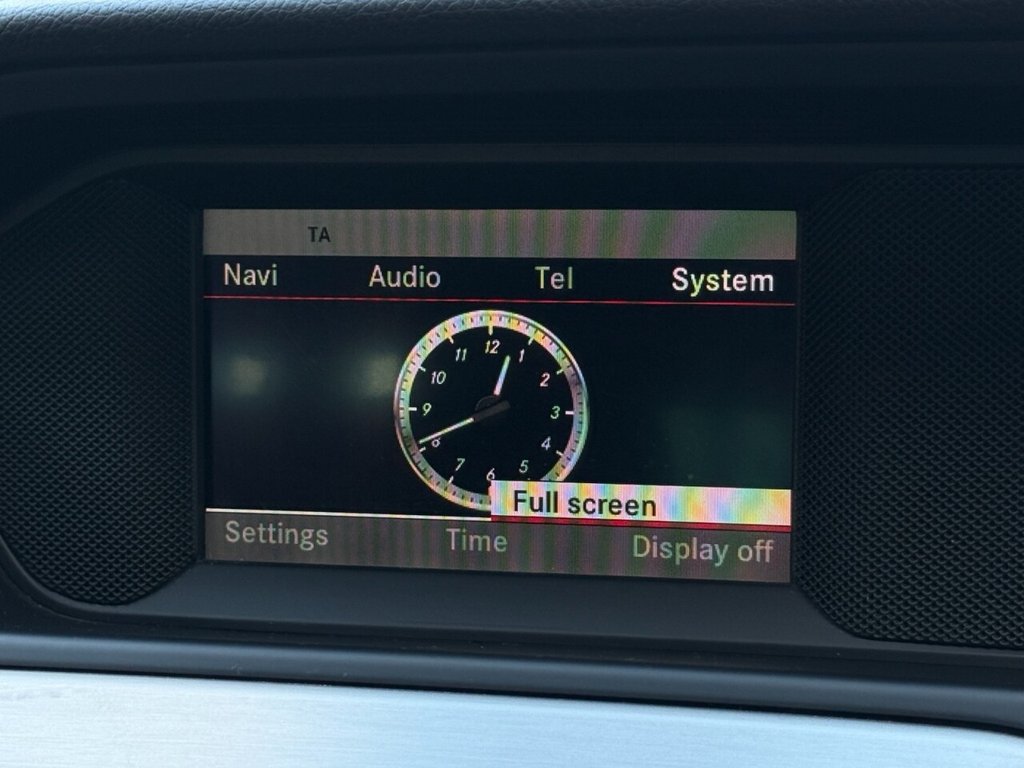 TA
Navi Audio Tel System
12
11 1
10 2
9 3
8 4
7 5
6
Full screen
Settings Time Display off